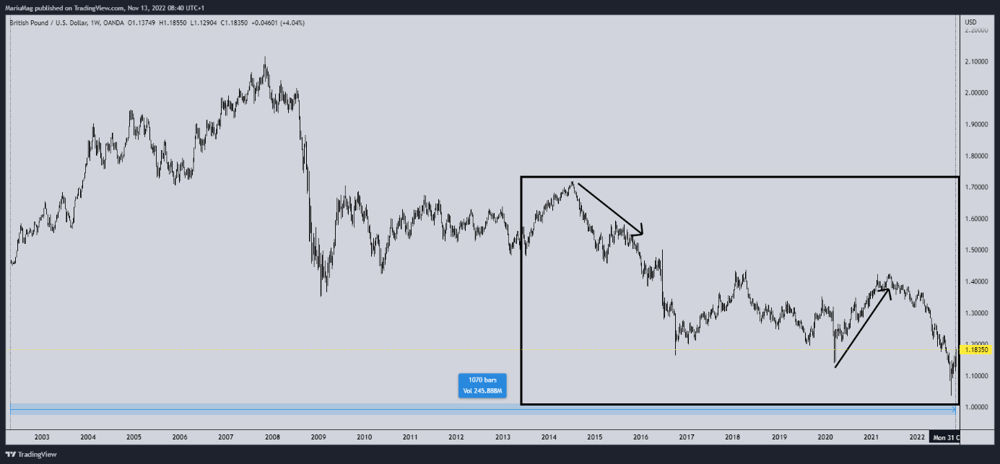 MariuMag published on TradingView.com, Nov 13, 2022 08:40 UTC+1
British Pound / U.S. Dollar, 1W, OANDA O1.13749 H1.18550 L1.12904 C1.18350 +0.04601 (+4.04%)
USD
2.20000
2.10000
2.00000
1.90000
1.80000
1.70000
1.60000
1.50000
1.40000
1.30000
1.20000
1.18350
1.10000
1.00000
1070 bars
Vol 245.888M
2003 2004 2005 2006 2007 2008 2009 2010 2011 2012 2013 2014 2015 2016 2017 2018 2019 2020 2021 2022 Mon 31 O
TradingView